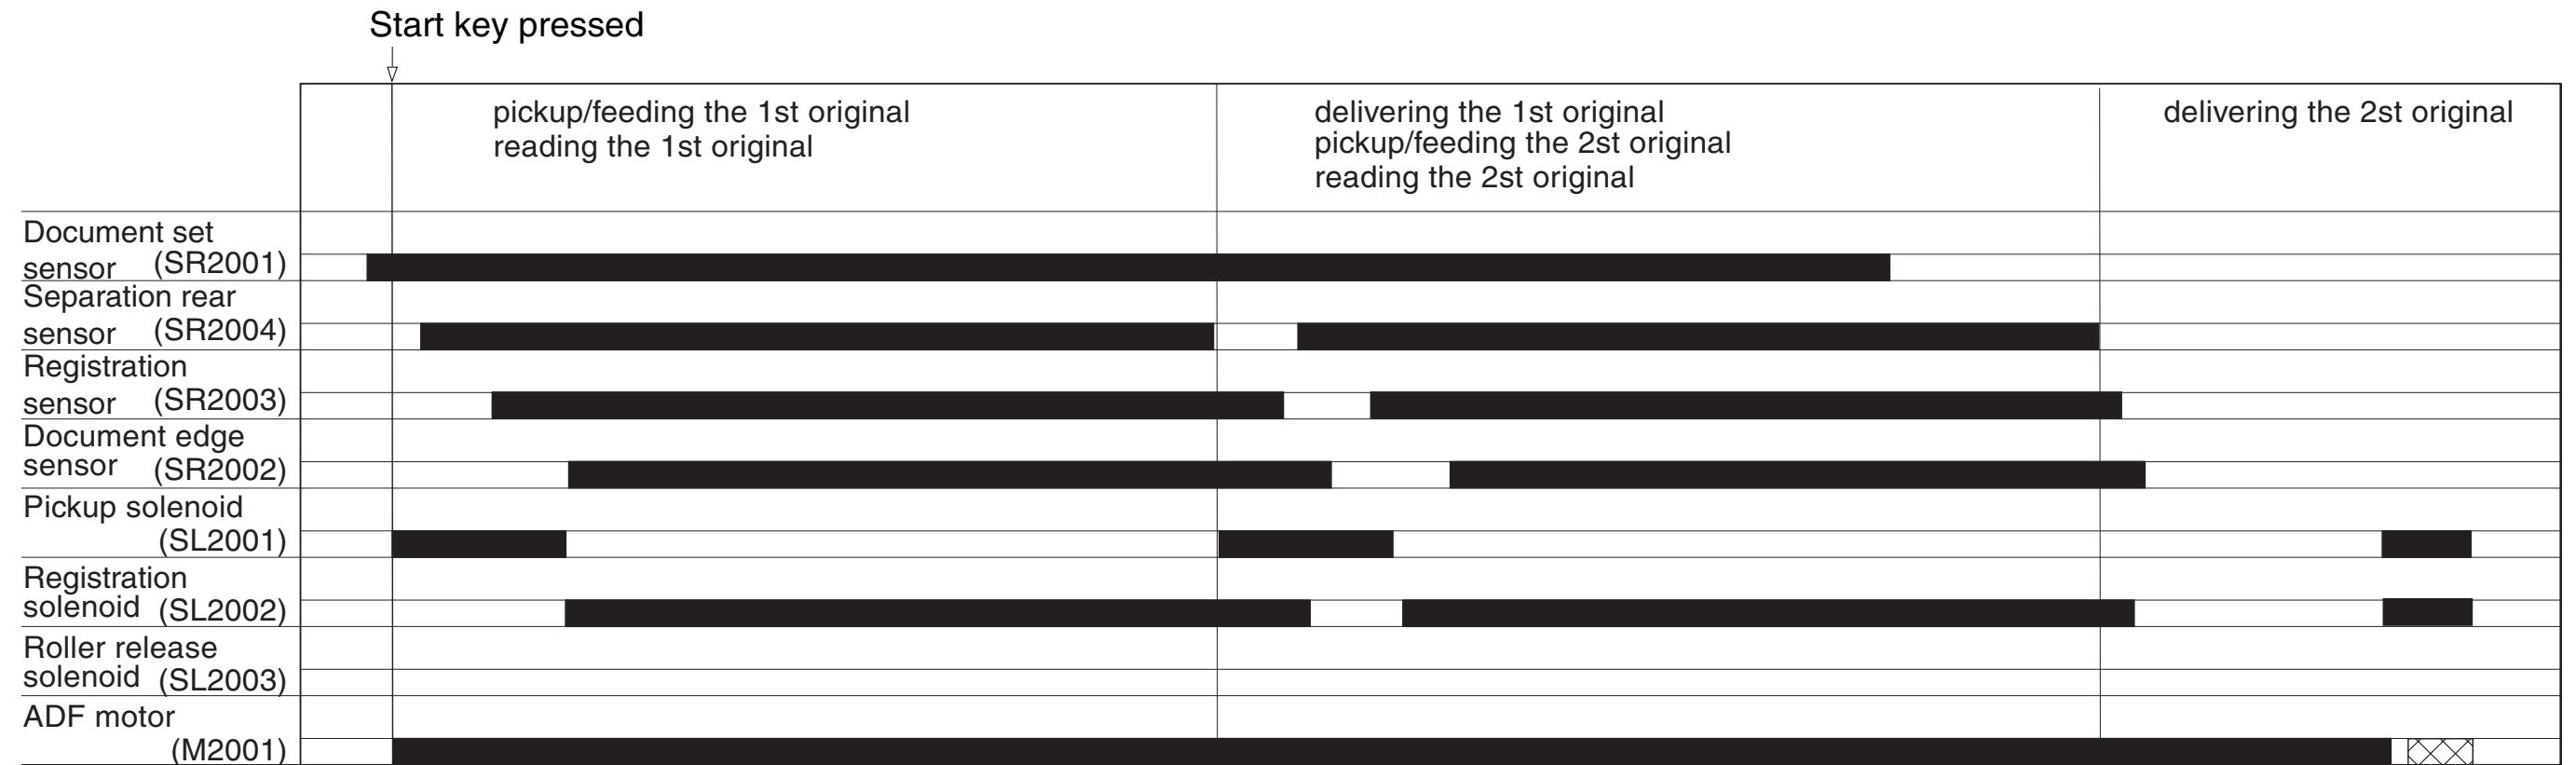 Start key pressed
pickup/feeding the 1st original
reading the 1st original
delivering the 1st original
pickup/feeding the 2st original
reading the 2st original
delivering the 2st original
Document set
sensor (SR2001)
Separation rear
sensor (SR2004)
Registration
sensor (SR2003)
Document edge
sensor (SR2002)
Pickup solenoid
(SL2001)
Registration
solenoid (SL2002)
Roller release
solenoid (SL2003)
ADF motor
(M2001)